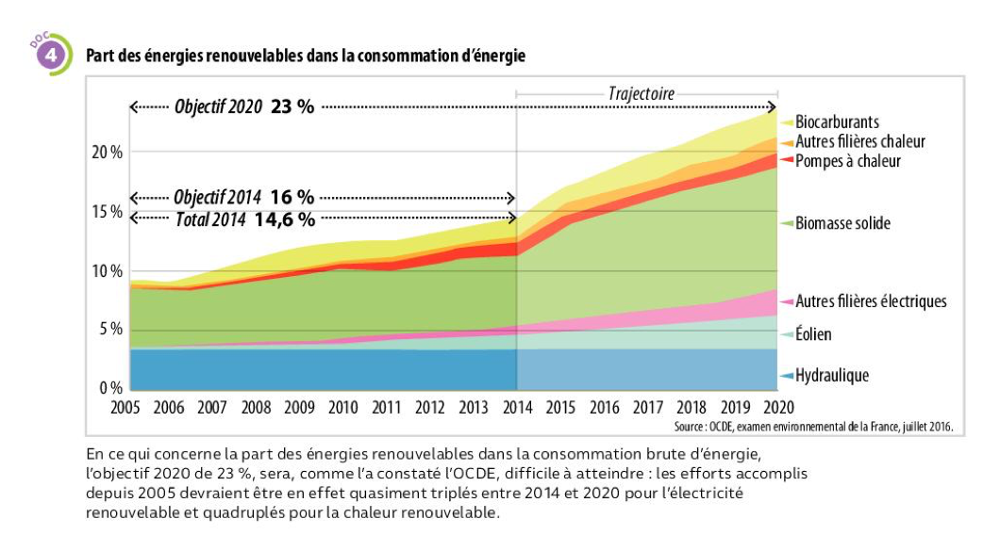 DOC
4
Part des énergies renouvelables dans la consommation d'énergie
Trajectoire
Objectif 2020 23 %
Biocarburants
Autres filières chaleur
20 %
Pompes à chaleur
Objectif 2014 16 %
15 %
Total 2014 14,6 %
Biomasse solide
10 %
Autres filières électriques
5 %
Éolien
Hydraulique
0 %
2005 2006 2007 2008 2009 2010 2011 2012 2013 2014 2015 2016 2017 2018 2019 2020
Source : OCDE, examen environnemental de la France, juillet 2016.
En ce qui concerne la part des énergies renouvelables dans la consommation brute d'énergie,
l'objectif 2020 de 23 %, sera, comme l'a constaté l'OCDE, difficile à atteindre : les efforts accomplis
depuis 2005 devraient être en effet quasiment triplés entre 2014 et 2020 pour l'électricité
renouvelable et quadruplés pour la chaleur renouvelable.